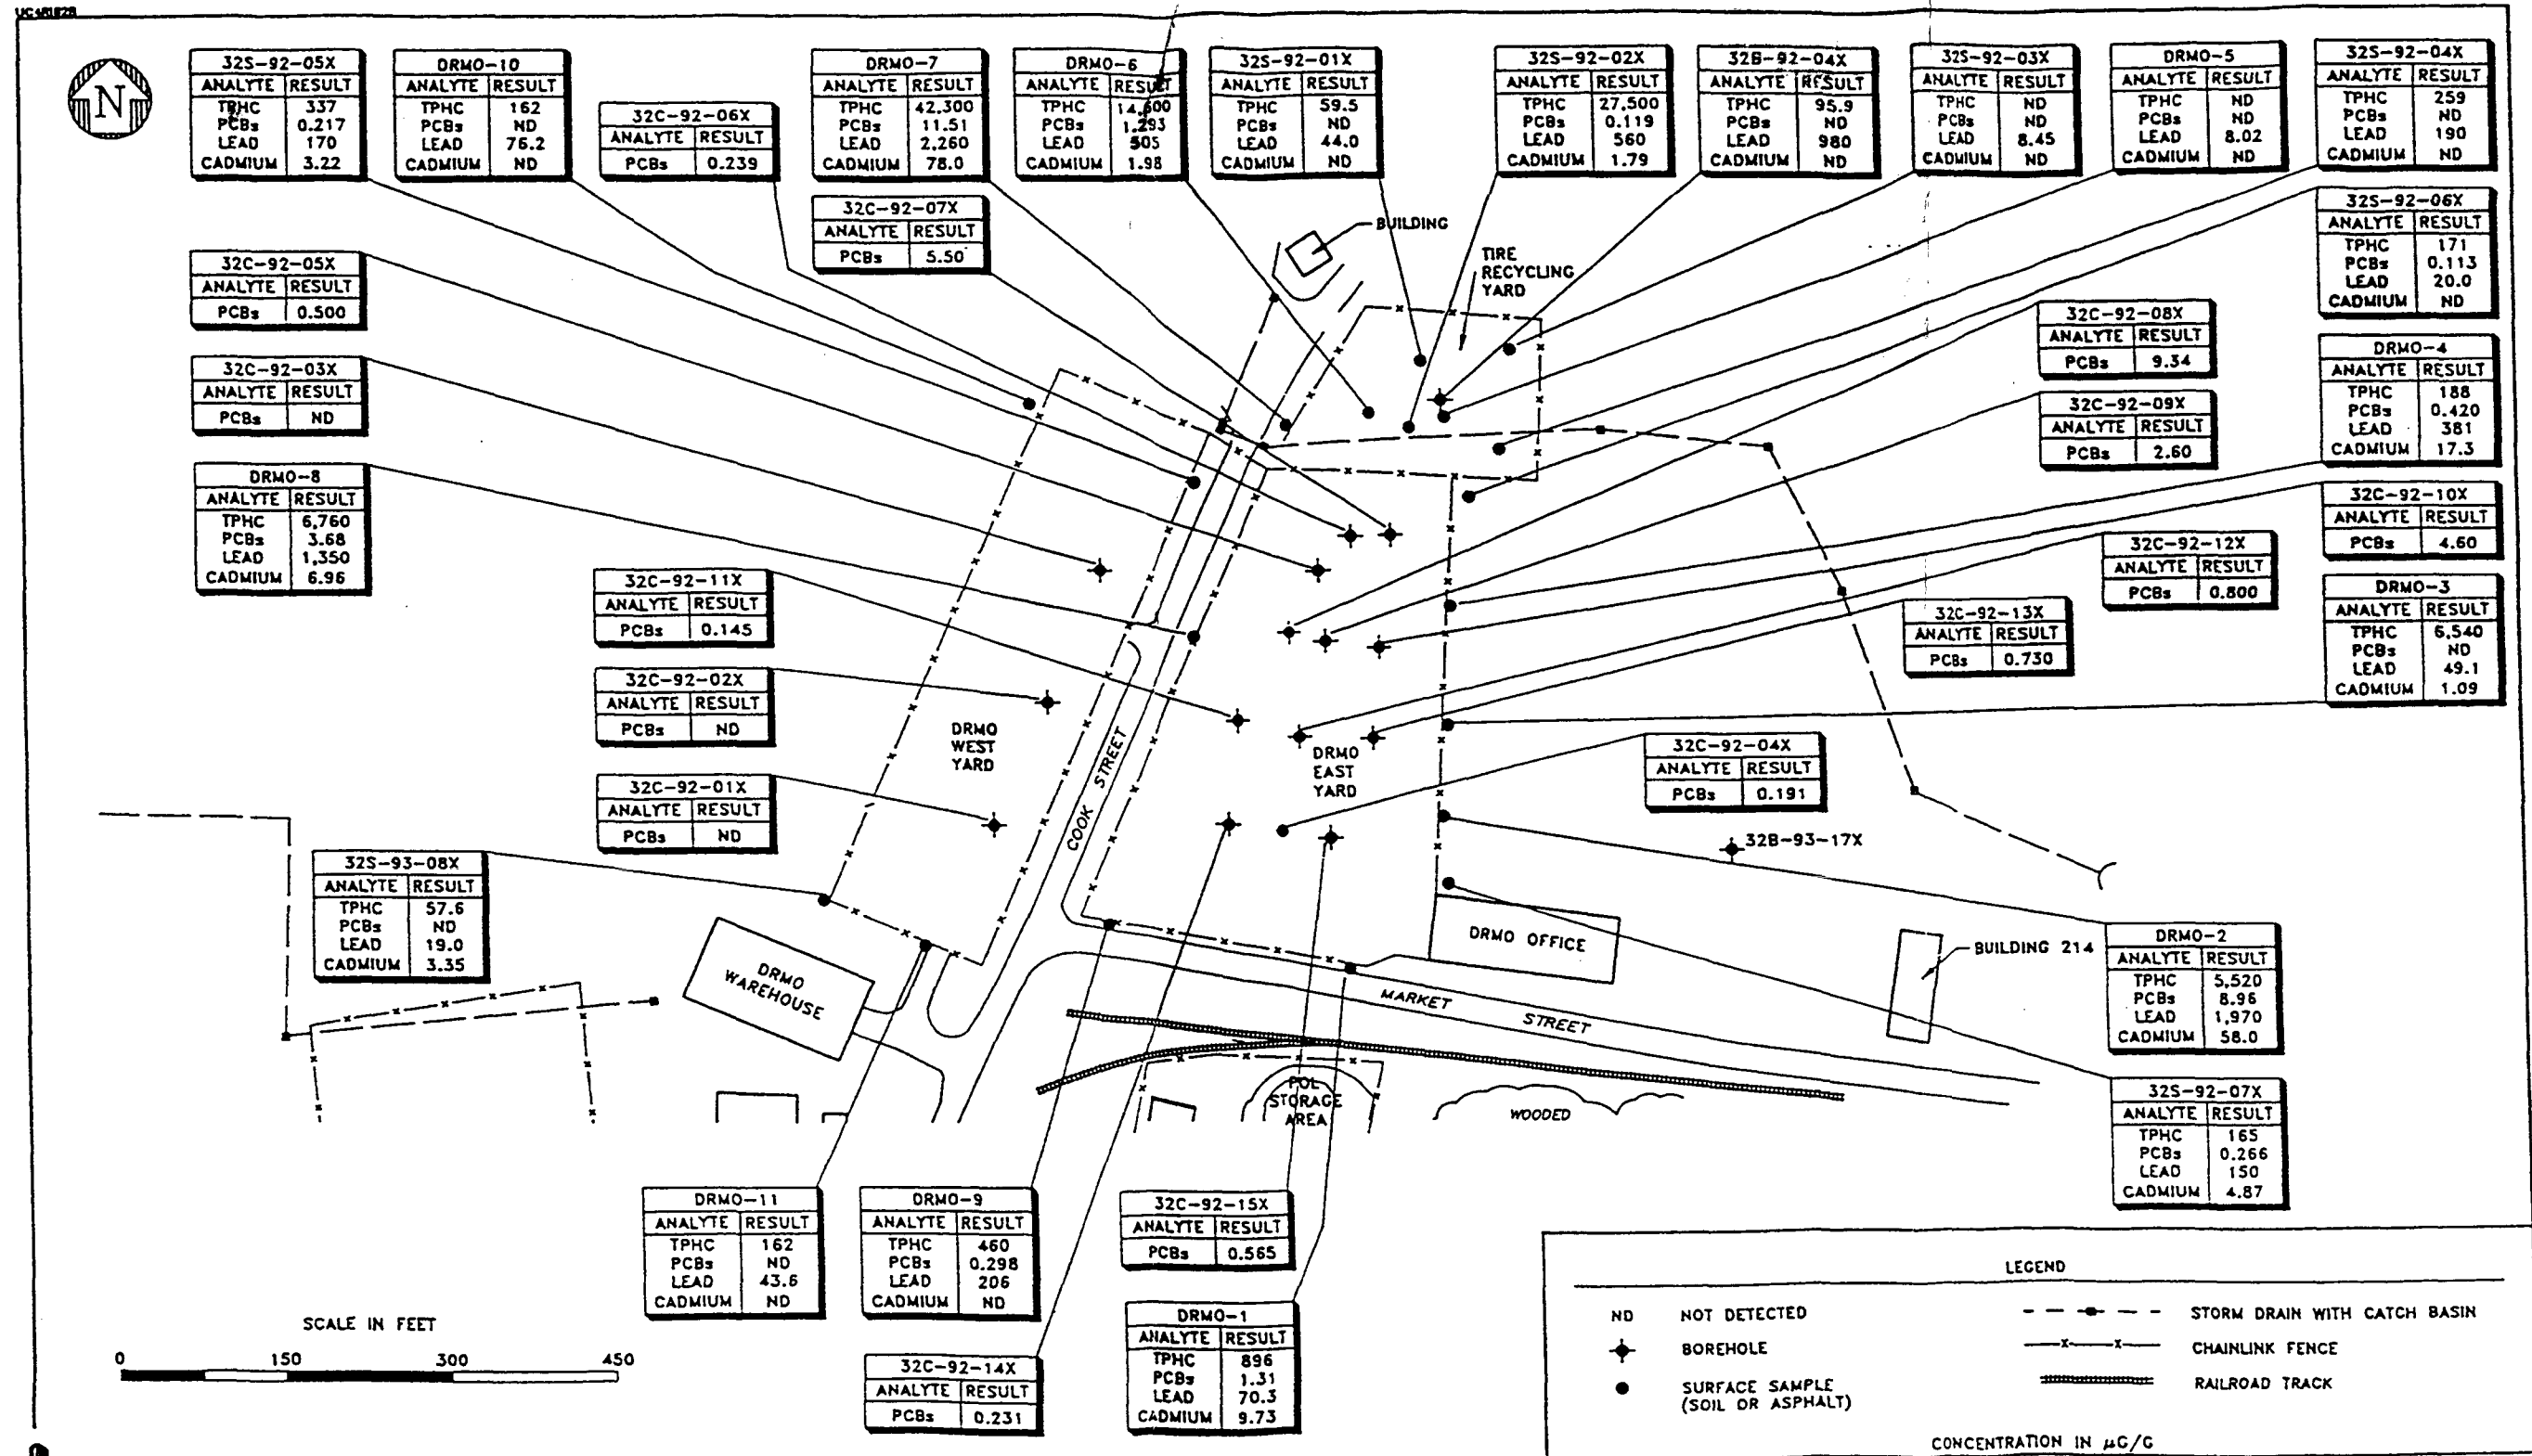 UC48182B
N
32S-92-05X
ANALYTE RESULT
TPHC 337
PCBs 0.217
LEAD 170
CADMIUM 3.22
DRMO-10
ANALYTE RESULT
TPHC 162
PCBs ND
LEAD 76.2
CADMIUM ND
32C-92-06X
ANALYTE RESULT
PCBs 0.239
DRMO-7
ANALYTE RESULT
TPHC 42,300
PCBs 11.51
LEAD 2,260
CADMIUM 78.0
DRMO-6
ANALYTE RESULT
TPHC 14,600
PCBs 1.293
LEAD 505
CADMIUM 1.98
32S-92-01X
ANALYTE RESULT
TPHC 59.5
PCBs ND
LEAD 44.0
CADMIUM ND
32S-92-02X
ANALYTE RESULT
TPHC 27,500
PCBs 0.119
LEAD 560
CADMIUM 1.79
32B-92-04X
ANALYTE RESULT
TPHC 95.9
PCBs ND
LEAD 980
CADMIUM ND
32S-92-03X
ANALYTE RESULT
TPHC ND
PCBs ND
LEAD 8.45
CADMIUM ND
DRMO-5
ANALYTE RESULT
TPHC ND
PCBs ND
LEAD 8.02
CADMIUM ND
32S-92-04X
ANALYTE RESULT
TPHC 259
PCBs ND
LEAD 190
CADMIUM ND
32C-92-07X
ANALYTE RESULT
PCBs 5.50
BUILDING
TIRE
RECYCLING
YARD
32S-92-06X
ANALYTE RESULT
TPHC 171
PCBs 0.113
LEAD 20.0
CADMIUM ND
32C-92-05X
ANALYTE RESULT
PCBs 0.500
32C-92-08X
ANALYTE RESULT
PCBs 9.34
32C-92-03X
ANALYTE RESULT
PCBs ND
DRMO-4
ANALYTE RESULT
TPHC 188
PCBs 0.420
LEAD 381
CADMIUM 17.3
32C-92-09X
ANALYTE RESULT
PCBs 2.60
DRMO-8
ANALYTE RESULT
TPHC 6,760
PCBs 3.68
LEAD 1,350
CADMIUM 6.96
32C-92-10X
ANALYTE RESULT
PCBs 4.60
32C-92-12X
ANALYTE RESULT
PCBs 0.800
32C-92-11X
ANALYTE RESULT
PCBs 0.145
DRMO-3
ANALYTE RESULT
TPHC 6,540
PCBs ND
LEAD 49.1
CADMIUM 1.09
32C-92-13X
ANALYTE RESULT
PCBs 0.730
32C-92-02X
ANALYTE RESULT
PCBs ND
DRMO
WEST
YARD
COOK STREET
DRMO
EAST
YARD
32C-92-04X
ANALYTE RESULT
PCBs 0.191
32C-92-01X
ANALYTE RESULT
PCBs ND
32B-93-17X
32S-93-08X
ANALYTE RESULT
TPHC 57.6
PCBs ND
LEAD 19.0
CADMIUM 3.35
DRMO
WAREHOUSE
DRMO OFFICE
BUILDING 214
DRMO-2
ANALYTE RESULT
TPHC 5,520
PCBs 8.96
LEAD 1,970
CADMIUM 58.0
MARKET STREET
POL
STORAGE
AREA
WOODED
32S-92-07X
ANALYTE RESULT
TPHC 165
PCBs 0.266
LEAD 150
CADMIUM 4.87
DRMO-11
ANALYTE RESULT
TPHC 162
PCBs ND
LEAD 43.6
CADMIUM ND
DRMO-9
ANALYTE RESULT
TPHC 460
PCBs 0.298
LEAD 206
CADMIUM ND
32C-92-15X
ANALYTE RESULT
PCBs 0.565
DRMO-1
ANALYTE RESULT
TPHC 896
PCBs 1.31
LEAD 70.3
CADMIUM 9.73
32C-92-14X
ANALYTE RESULT
PCBs 0.231
SCALE IN FEET
0 150 300 450
LEGEND
ND NOT DETECTED
BOREHOLE
SURFACE SAMPLE
(SOIL OR ASPHALT)
STORM DRAIN WITH CATCH BASIN
CHAINLINK FENCE
RAILROAD TRACK
CONCENTRATION IN µG/G